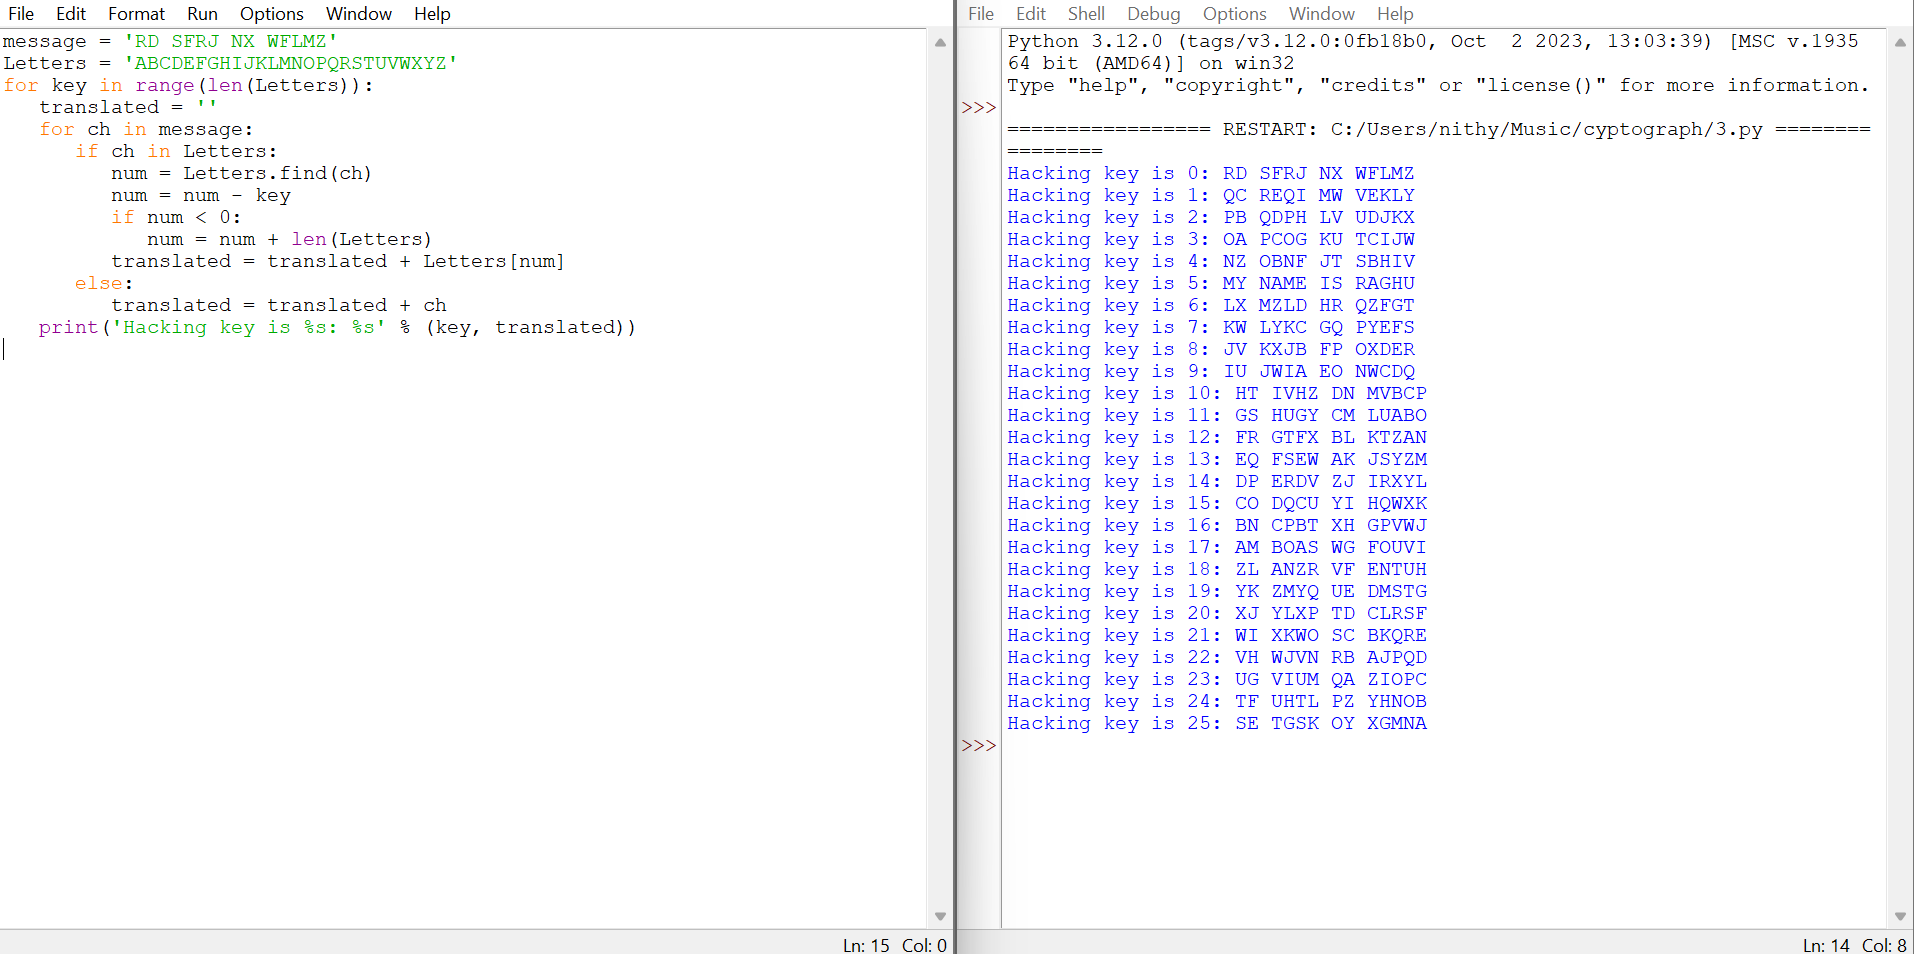 File Edit Format Run Options Window Help
message = 'RD SFRJ NX WFLMZ'
Letters = 'ABCDEFGHIJKLMNOPQRSTUVWXYZ'
for key in range(len(Letters)):
   translated = ''
   for ch in message:
      if ch in Letters:
         num = Letters.find(ch)
         num = num - key
         if num < 0:
            num = num + len(Letters)
         translated = translated + Letters[num]
      else:
         translated = translated + ch
   print('Hacking key is %s: %s' % (key, translated))
Ln: 15 Col: 0
File Edit Shell Debug Options Window Help
Python 3.12.0 (tags/v3.12.0:0fb18b0, Oct  2 2023, 13:03:39) [MSC v.1935
64 bit (AMD64)] on win32
Type "help", "copyright", "credits" or "license()" for more information.
>>>
================= RESTART: C:/Users/nithy/Music/cyptograph/3.py ========
========
Hacking key is 0: RD SFRJ NX WFLMZ
Hacking key is 1: QC REQI MW VEKLY
Hacking key is 2: PB QDPH LV UDJKX
Hacking key is 3: OA PCOG KU TCIJW
Hacking key is 4: NZ OBNF JT SBHIV
Hacking key is 5: MY NAME IS RAGHU
Hacking key is 6: LX MZLD HR QZFGT
Hacking key is 7: KW LYKC GQ PYEFS
Hacking key is 8: JV KXJB FP OXDER
Hacking key is 9: IU JWIA EO NWCDQ
Hacking key is 10: HT IVHZ DN MVBCP
Hacking key is 11: GS HUGY CM LUABO
Hacking key is 12: FR GTFX BL KTZAN
Hacking key is 13: EQ FSEW AK JSYZM
Hacking key is 14: DP ERDV ZJ IRXYL
Hacking key is 15: CO DQCU YI HQWXK
Hacking key is 16: BN CPBT XH GPVWJ
Hacking key is 17: AM BOAS WG FOUVI
Hacking key is 18: ZL ANZR VF ENTUH
Hacking key is 19: YK ZMYQ UE DMSTG
Hacking key is 20: XJ YLXP TD CLRSF
Hacking key is 21: WI XKWO SC BKQRE
Hacking key is 22: VH WJVN RB AJPQD
Hacking key is 23: UG VIUM QA ZIOPC
Hacking key is 24: TF UHTL PZ YHNOB
Hacking key is 25: SE TGSK OY XGMNA
>>>
Ln: 14 Col: 8